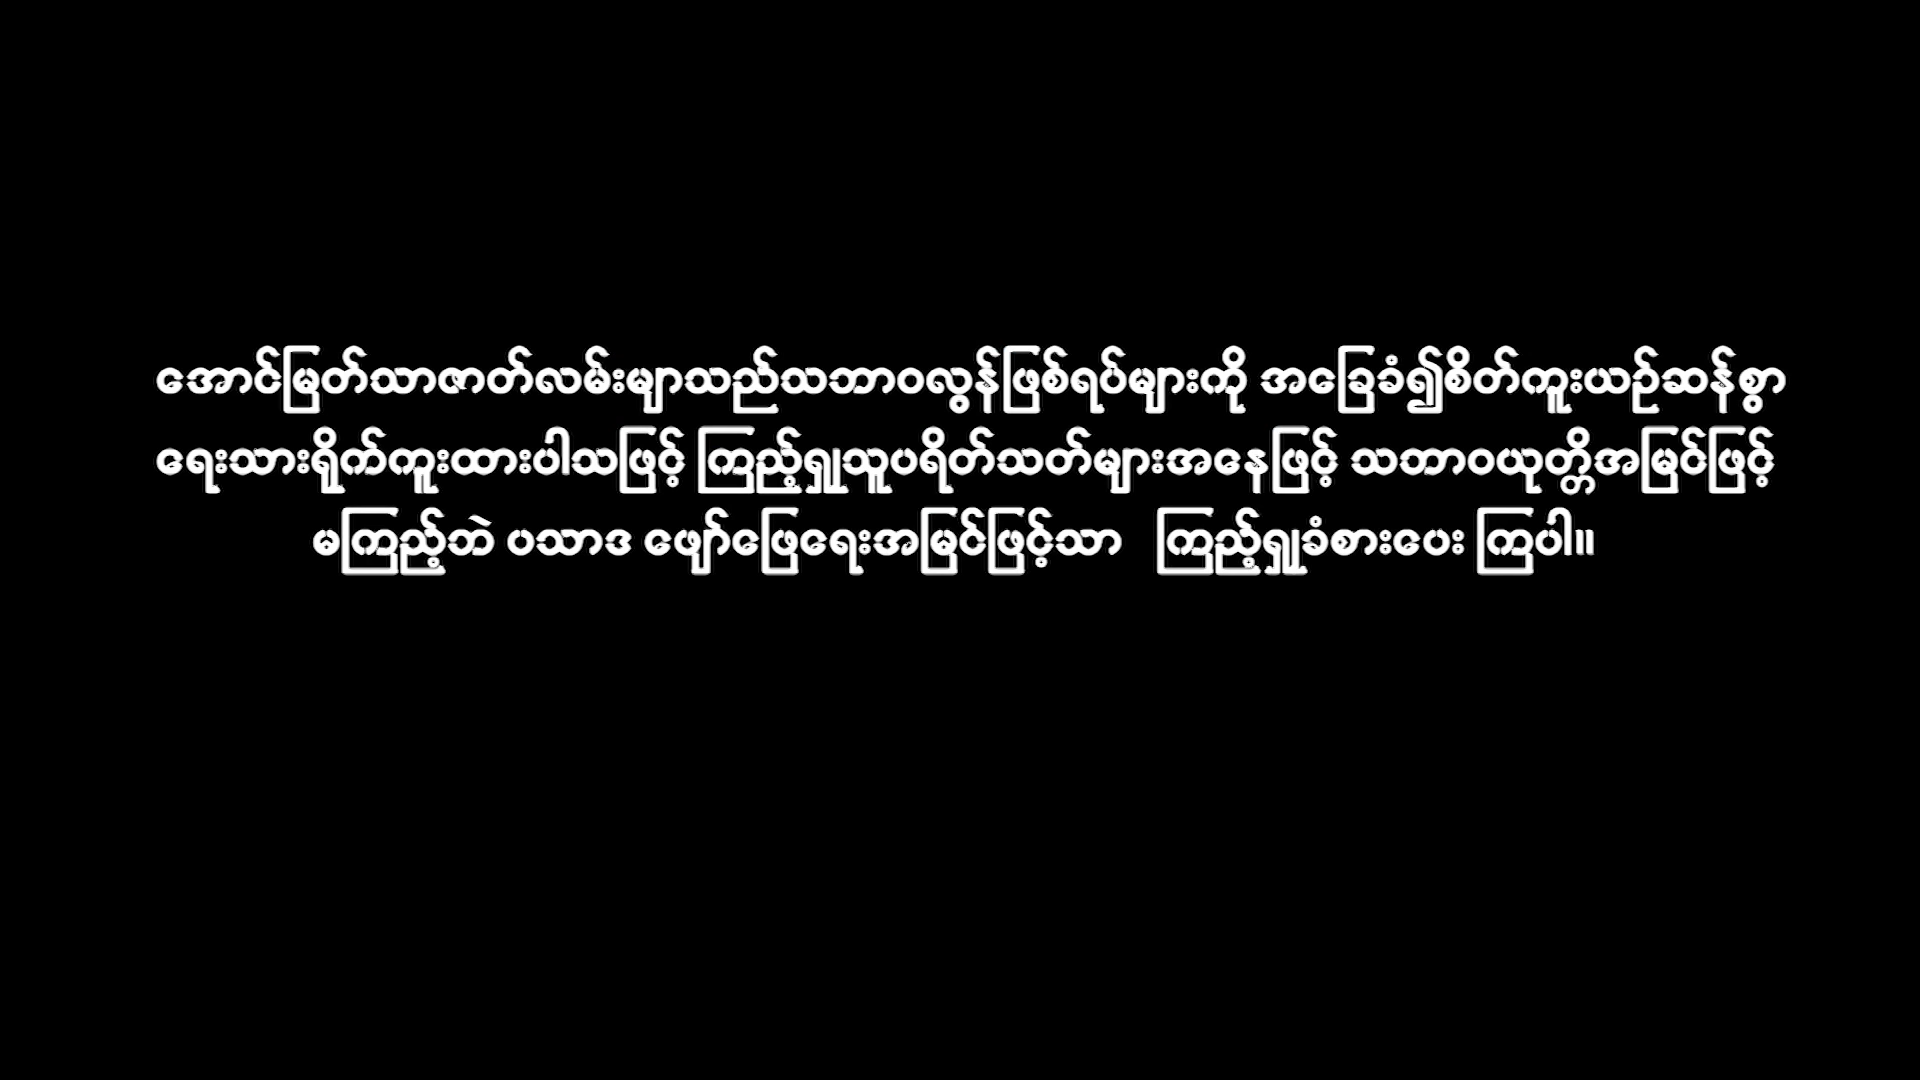 အောင်မြတ်သာဇာတ်လမ်းမျာသည်သဘာဝလွန်ဖြစ်ရပ်များကို အခြေခံ၍စိတ်ကူးယဉ်ဆန်စွာ
ရေးသားရိုက်ကူးထားပါသဖြင့် ကြည့်ရှုသူပရိတ်သတ်များအနေဖြင့် သဘာဝယုတ္တိအမြင်ဖြင့်
မကြည့်ဘဲ ပသာဒ ဖျော်ဖြေရေးအမြင်ဖြင့်သာ ကြည့်ရှုခံစားပေး ကြပါ။